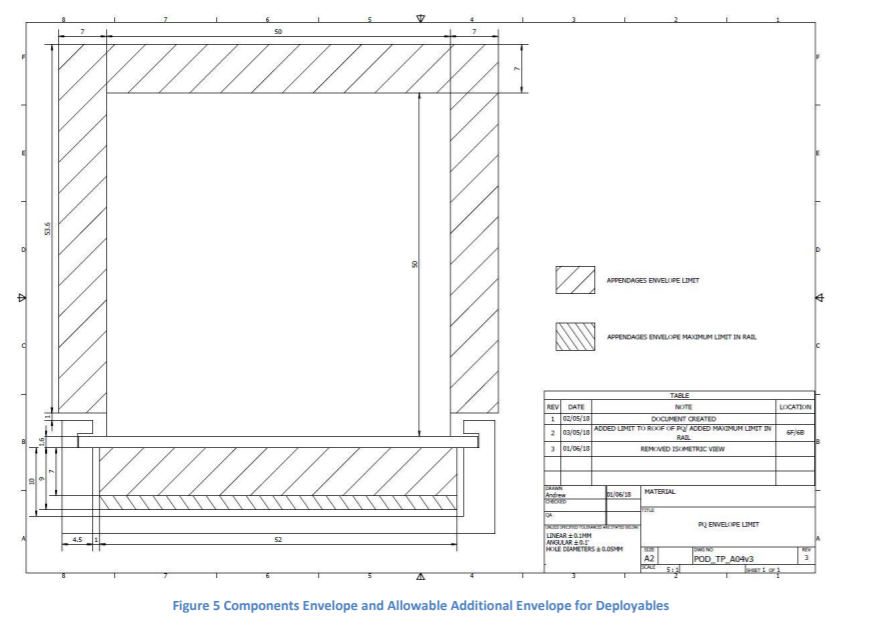 8 7 6 5 4 3 2 1
7 50 7
F F
7
E E
53.6
50
D D
APPENDAGES ENVELOPE LIMIT
APPENDAGES ENVELOPE MAXIMUM LIMIT IN RAIL
C C
TABLE
REV DATE NOTE LOCATION
1 02/05/18 DOCUMENT CREATED
2 03/05/18 ADDED LIMIT TO ROOF OF PQ/ ADDED MAXIMUM LIMIT IN
RAIL 6F/6B
3 01/06/18 REMOVED ISOMETRIC VIEW
1
B B
1.6
10 9 7
DRAWN
Andrew 01/06/18 MATERIAL
CHECKED
QA
TITLE
PQ ENVELOPE LIMIT
UNLESS SPECIFIED TOLERANCES ARE STATED BELOW:
LINEAR ± 0.1MM
ANGULAR ± 0.1°
HOLE DIAMETERS ± 0.05MM
SIZE DWG NO REV
A2 POD_TP_A04v3 3
SCALE 5:1 SHEET 1 OF 1
A A
4.5 1 52
8 7 6 5 4 3 2 1
Figure 5 Components Envelope and Allowable Additional Envelope for Deployables